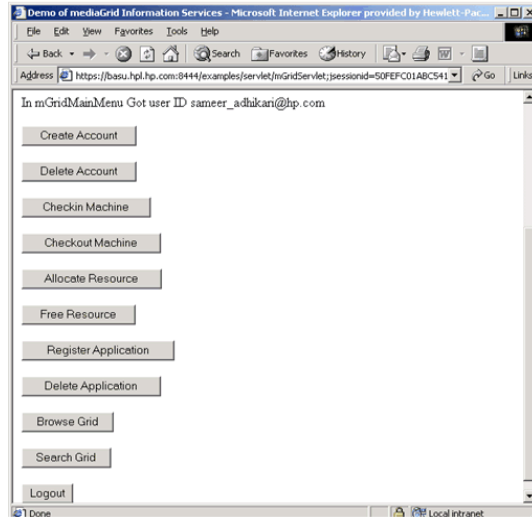 Demo of mediaGrid Information Services - Microsoft Internet Explorer provided by Hewlett-Pac...
File Edit View Favorites Tools Help
Back Search Favorites History
Address https://basu.hpl.hp.com:8444/examples/servlet/mGridServlet;jsessionid=50FEFC01ABC541 Go Links
In mGridMainMenu Got user ID sameer_adhikari@hp.com
Create Account
Delete Account
Checkin Machine
Checkout Machine
Allocate Resource
Free Resource
Register Application
Delete Application
Browse Grid
Search Grid
Logout
Done Local intranet